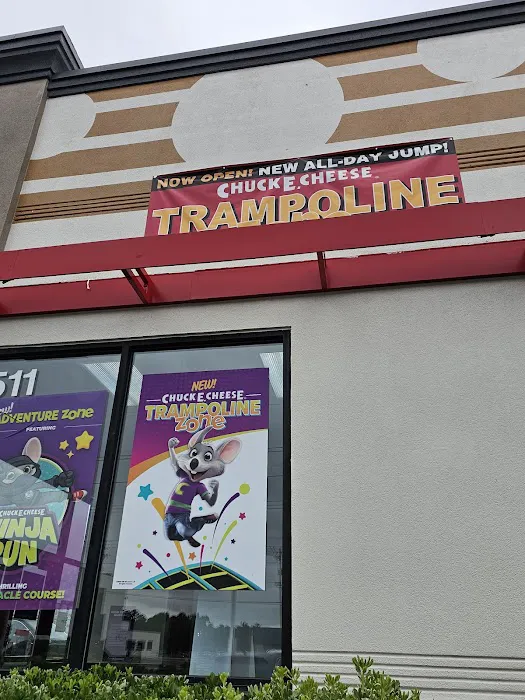 NOW OPEN! NEW ALL-DAY JUMP!
CHUCK E. CHEESE
TRAMPOLINE
511
ADVENTURE ZONE
FEATURING
CHUCK E. CHEESE
NINJA
RUN
NEW!
CHUCK E. CHEESE
TRAMPOLINE
ZONE